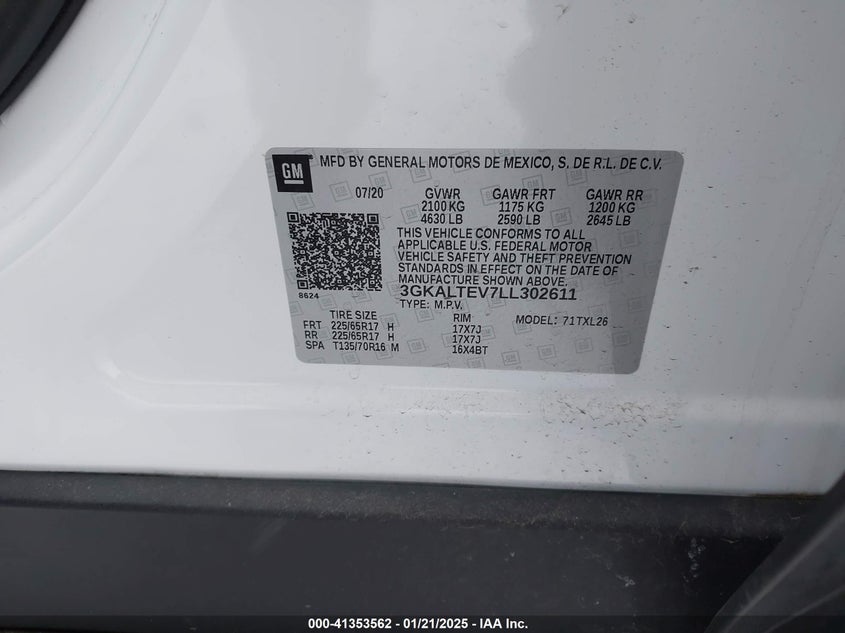 GM
MFD BY GENERAL MOTORS DE MEXICO, S. DE R.L. DE C.V.
07/20 GVWR GAWR FRT GAWR RR
2100 KG 1175 KG 1200 KG
4630 LB 2590 LB 2645 LB
THIS VEHICLE CONFORMS TO ALL
APPLICABLE U.S. FEDERAL MOTOR
VEHICLE SAFETY AND THEFT PREVENTION
STANDARDS IN EFFECT ON THE DATE OF
MANUFACTURE SHOWN ABOVE.
8624 3GKALTEV7LL302611
TYPE: M.P.V.
TIRE SIZE RIM MODEL: 71TXL26
FRT 225/65R17 H 17X7J
RR 225/65R17 H 17X7J
SPA T135/70R16 M 16X4BT
000-41353562 - 01/21/2025 - IAA Inc.